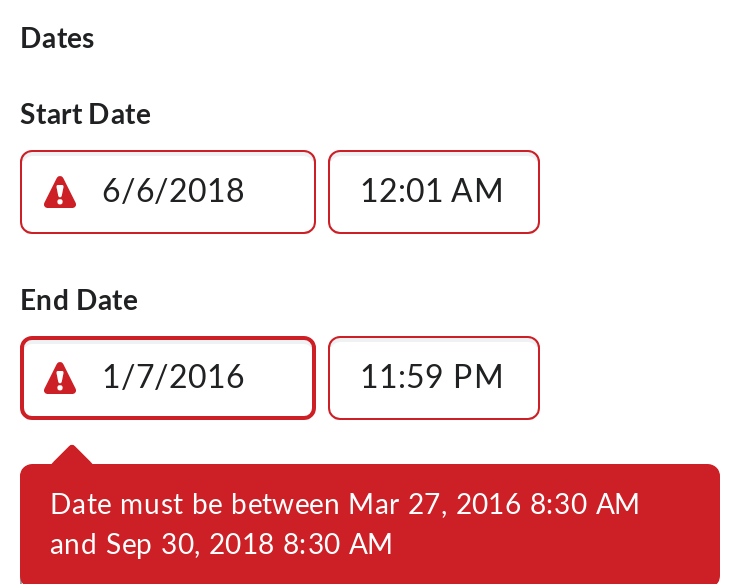 Dates
Start Date
6/6/2018 12:01 AM
End Date
1/7/2016 11:59 PM
Date must be between Mar 27, 2016 8:30 AM
and Sep 30, 2018 8:30 AM